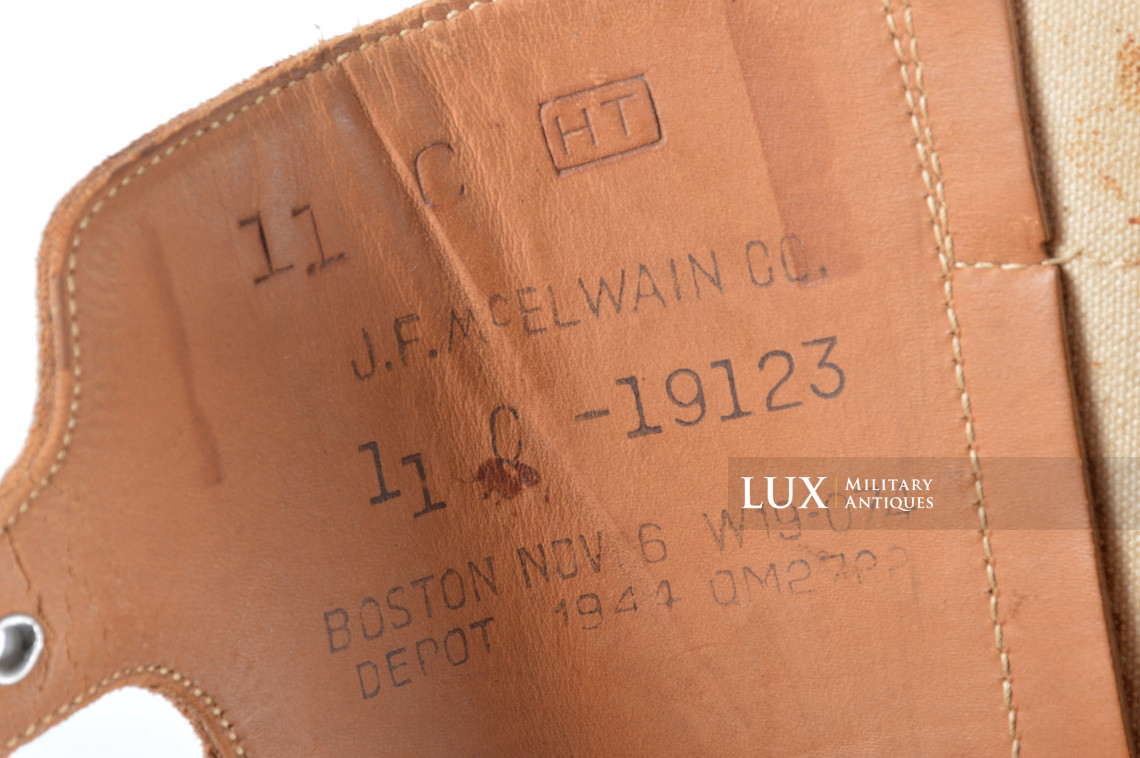 11 C HT
J.F. McELWAIN CO.
11 C -19123
BOSTON NOV 6
DEPOT 1944
LUX MILITARY ANTIQUES